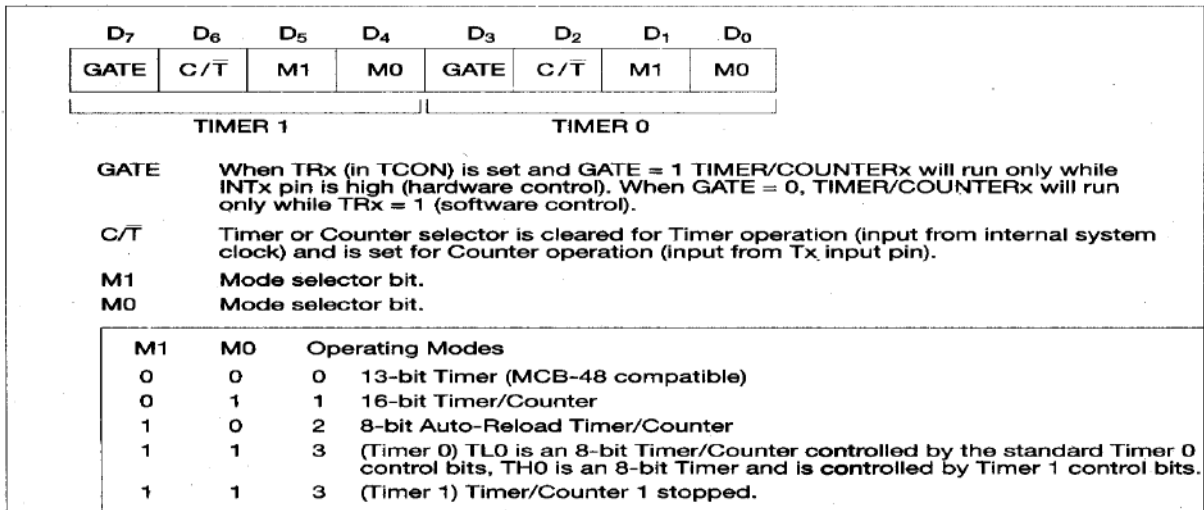 D₇ D₆ D₅ D₄ D₃ D₂ D₁ D₀
GATE C/T̅ M1 M0 GATE C/T̅ M1 M0
TIMER 1 TIMER 0
GATE When TRx (in TCON) is set and GATE = 1 TIMER/COUNTERx will run only while
INTx pin is high (hardware control). When GATE = 0, TIMER/COUNTERx will run
only while TRx = 1 (software control).
C/T̅ Timer or Counter selector is cleared for Timer operation (input from internal system
clock) and is set for Counter operation (input from Tx input pin).
M1 Mode selector bit.
M0 Mode selector bit.
M1 M0 Operating Modes
0 0 0 13-bit Timer (MCB-48 compatible)
0 1 1 16-bit Timer/Counter
1 0 2 8-bit Auto-Reload Timer/Counter
1 1 3 (Timer 0) TL0 is an 8-bit Timer/Counter controlled by the standard Timer 0
control bits, TH0 is an 8-bit Timer and is controlled by Timer 1 control bits.
1 1 3 (Timer 1) Timer/Counter 1 stopped.